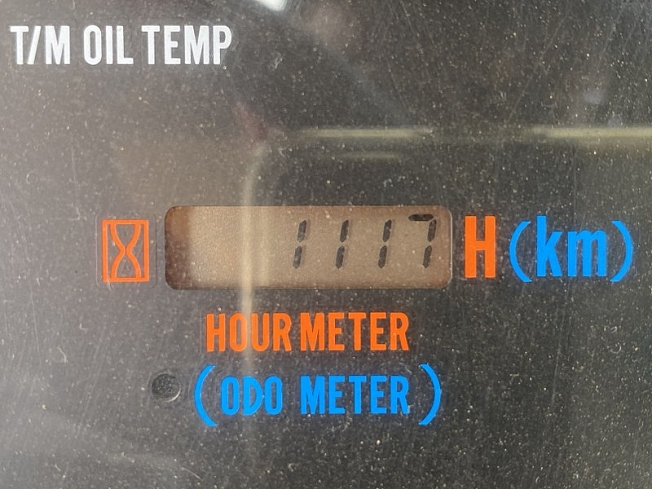 T/M OIL TEMP
1117 H (km)
HOUR METER
(ODO METER)